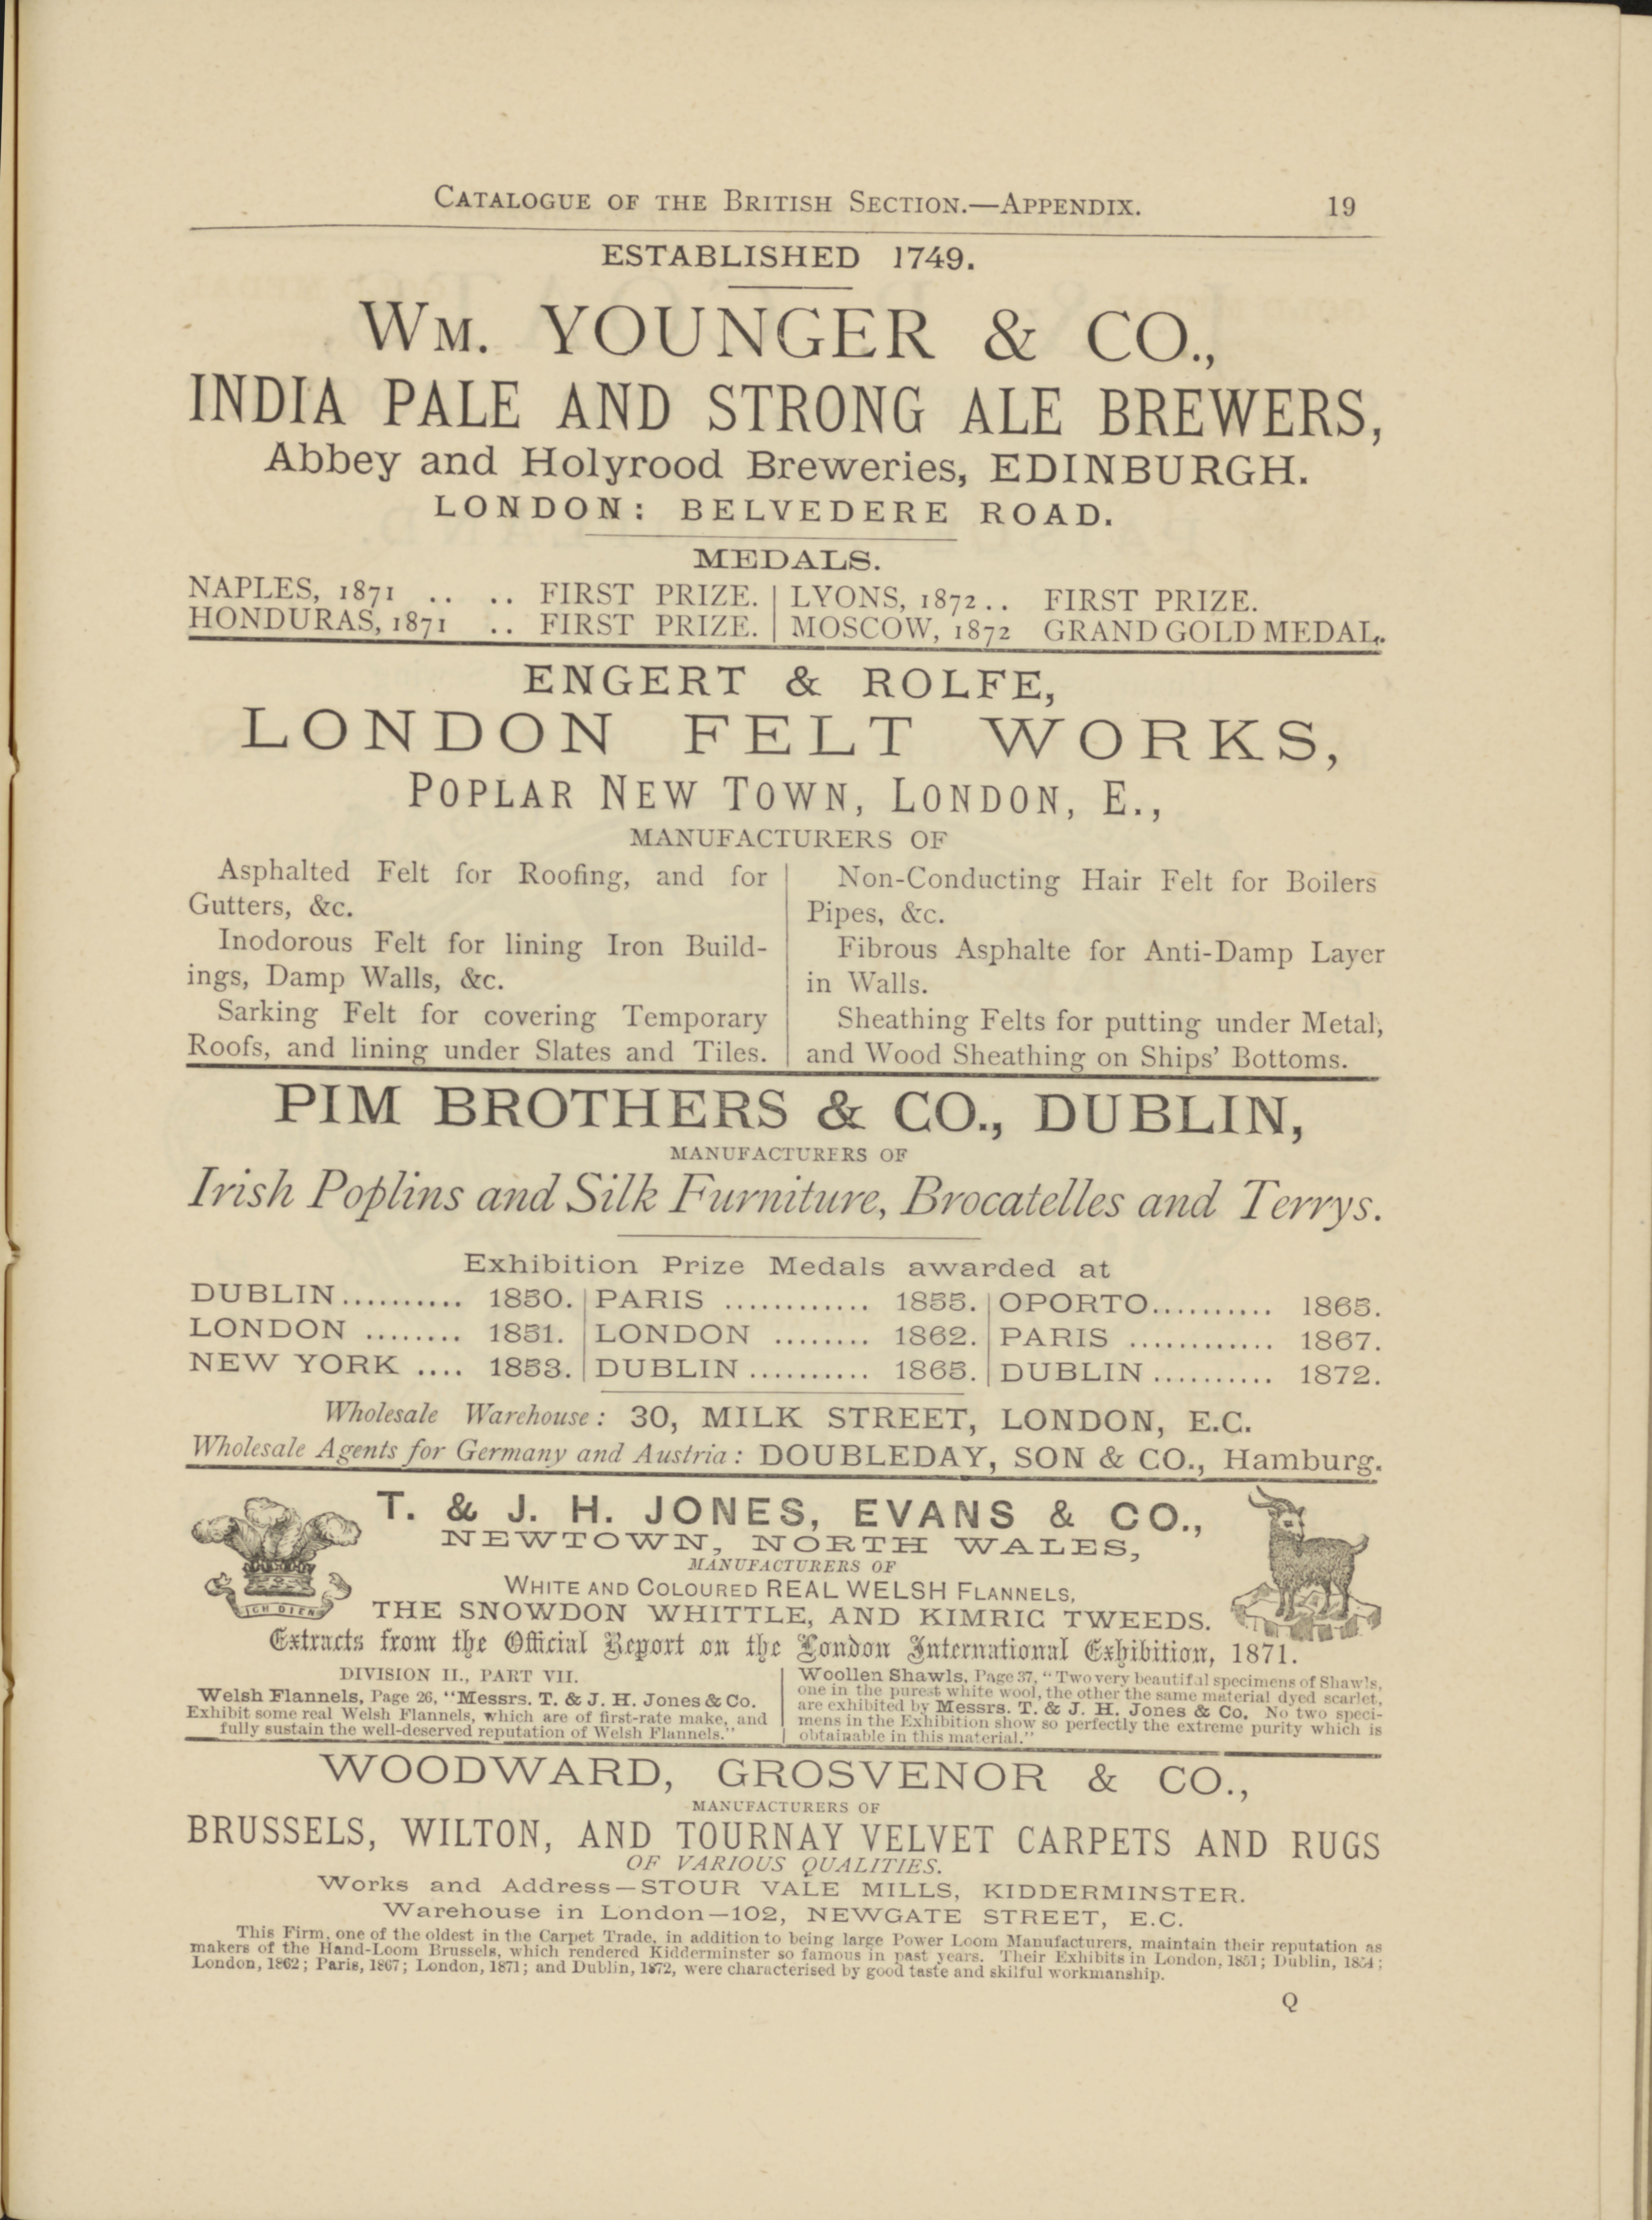 CATALOGUE OF THE BRITISH SECTION.—APPENDIX. 19
ESTABLISHED 1749.
WM. YOUNGER & CO.,
INDIA PALE AND STRONG ALE BREWERS,
Abbey and Holyrood Breweries, EDINBURGH.
LONDON: BELVEDERE ROAD.
MEDALS.
NAPLES, 1871 .. .. FIRST PRIZE.
HONDURAS, 1871 .. FIRST PRIZE.
LYONS, 1872.. FIRST PRIZE.
MOSCOW, 1872 GRAND GOLD MEDAL.
ENGERT & ROLFE,
LONDON FELT WORKS,
POPLAR NEW TOWN, LONDON, E.,
MANUFACTURERS OF
Asphalted Felt for Roofing, and for
Gutters, &c.
Inodorous Felt for lining Iron Build-
ings, Damp Walls, &c.
Sarking Felt for covering Temporary
Roofs, and lining under Slates and Tiles.
Non-Conducting Hair Felt for Boilers
Pipes, &c.
Fibrous Asphalte for Anti-Damp Layer
in Walls.
Sheathing Felts for putting under Metal,
and Wood Sheathing on Ships' Bottoms.
PIM BROTHERS & CO., DUBLIN,
MANUFACTURERS OF
Irish Poplins and Silk Furniture, Brocatelles and Terrys.
Exhibition Prize Medals awarded at
DUBLIN.......... 1850.
LONDON ........ 1851.
NEW YORK .... 1853.
PARIS ............ 1855.
LONDON ........ 1862.
DUBLIN .......... 1865.
OPORTO.......... 1865.
PARIS ............ 1867.
DUBLIN .......... 1872.
Wholesale Warehouse: 30, MILK STREET, LONDON, E.C.
Wholesale Agents for Germany and Austria: DOUBLEDAY, SON & CO., Hamburg.
T. & J. H. JONES, EVANS & CO.,
NEWTOWN, NORTH WALES,
MANUFACTURERS OF
WHITE AND COLOURED REAL WELSH FLANNELS,
THE SNOWDON WHITTLE, AND KIMRIC TWEEDS.
ICH DIEN
Extracts from the Official Report on the London International Exhibition, 1871.
DIVISION II., PART VII.
Welsh Flannels, Page 26, "Messrs. T. & J. H. Jones & Co.
Exhibit some real Welsh Flannels, which are of first-rate make, and
fully sustain the well-deserved reputation of Welsh Flannels."
Woollen Shawls, Page 37, "Two very beautiful specimens of Shawls,
one in the purest white wool, the other the same material dyed scarlet,
are exhibited by Messrs. T. & J. H. Jones & Co. No two speci-
mens in the Exhibition show so perfectly the extreme purity which is
obtainable in this material."
WOODWARD, GROSVENOR & CO.,
MANUFACTURERS OF
BRUSSELS, WILTON, AND TOURNAY VELVET CARPETS AND RUGS
OF VARIOUS QUALITIES.
Works and Address—STOUR VALE MILLS, KIDDERMINSTER.
Warehouse in London—102, NEWGATE STREET, E.C.
This Firm, one of the oldest in the Carpet Trade, in addition to being large Power Loom Manufacturers, maintain their reputation as
makers of the Hand-Loom Brussels, which rendered Kidderminster so famous in past years. Their Exhibits in London, 1851; Dublin, 1854;
London, 1862; Paris, 1867; London, 1871; and Dublin, 1872, were characterised by good taste and skilful workmanship.
Q